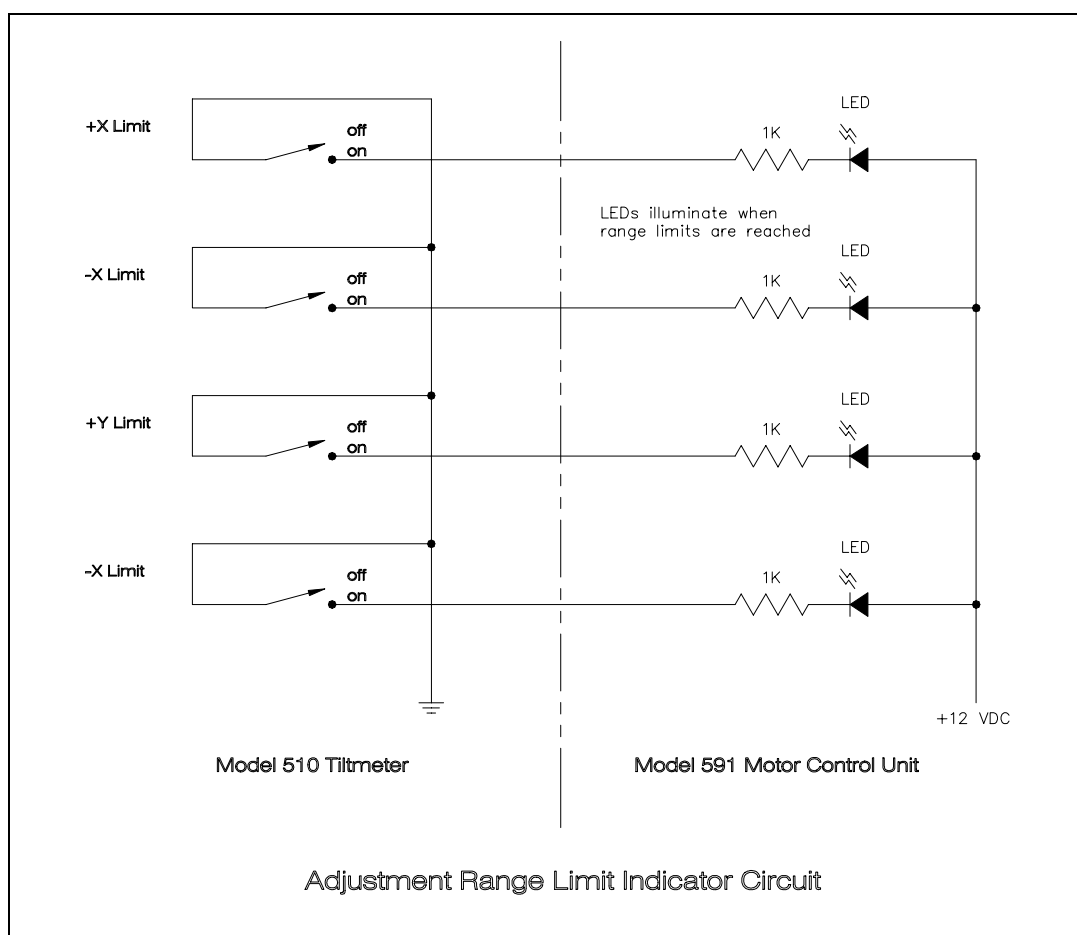 LED
+X Limit
off
on
1K
LEDs illuminate when
range limits are reached
LED
-X Limit
off
on
1K
LED
+Y Limit
off
on
1K
LED
-X Limit
off
on
1K
+12 VDC
Model 510 Tiltmeter
Model 591 Motor Control Unit
Adjustment Range Limit Indicator Circuit